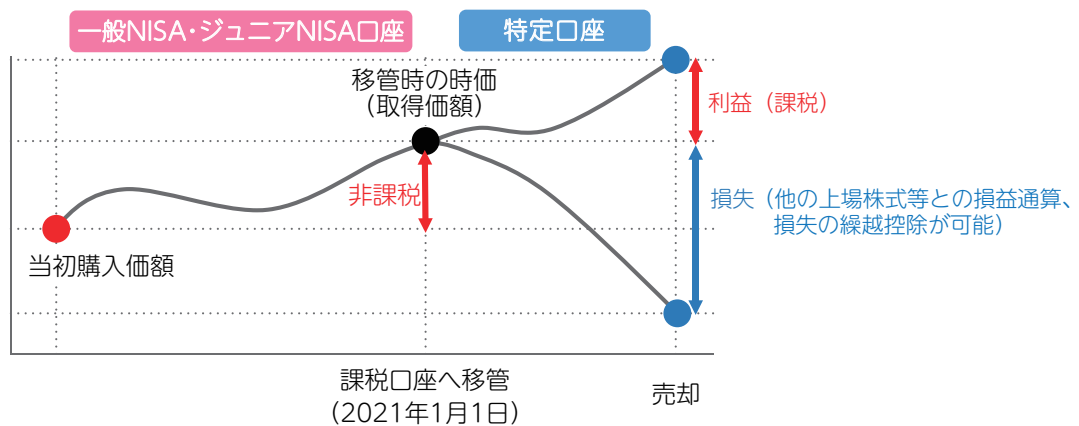 一般NISA・ジュニアNISA口座
特定口座
移管時の時価
（取得価額）
利益（課税）
非課税
損失（他の上場株式等との損益通算、
損失の繰越控除が可能）
当初購入価額
課税口座へ移管
（2021年1月1日）
売却